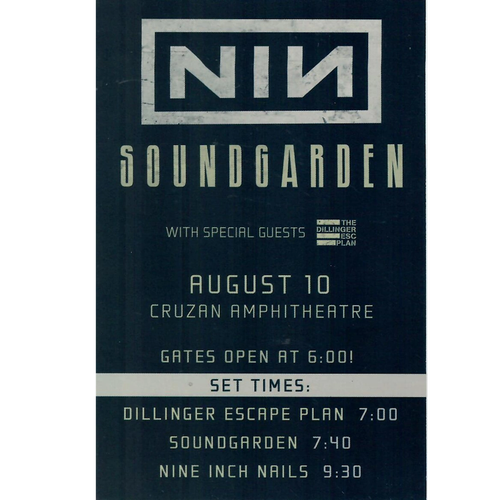 NIN
SOUNDGARDEN
WITH SPECIAL GUESTS THE DILLINGER ESC PLAN
AUGUST 10
CRUZAN AMPHITHEATRE
GATES OPEN AT 6:00!
SET TIMES:
DILLINGER ESCAPE PLAN 7:00
SOUNDGARDEN 7:40
NINE INCH NAILS 9:30